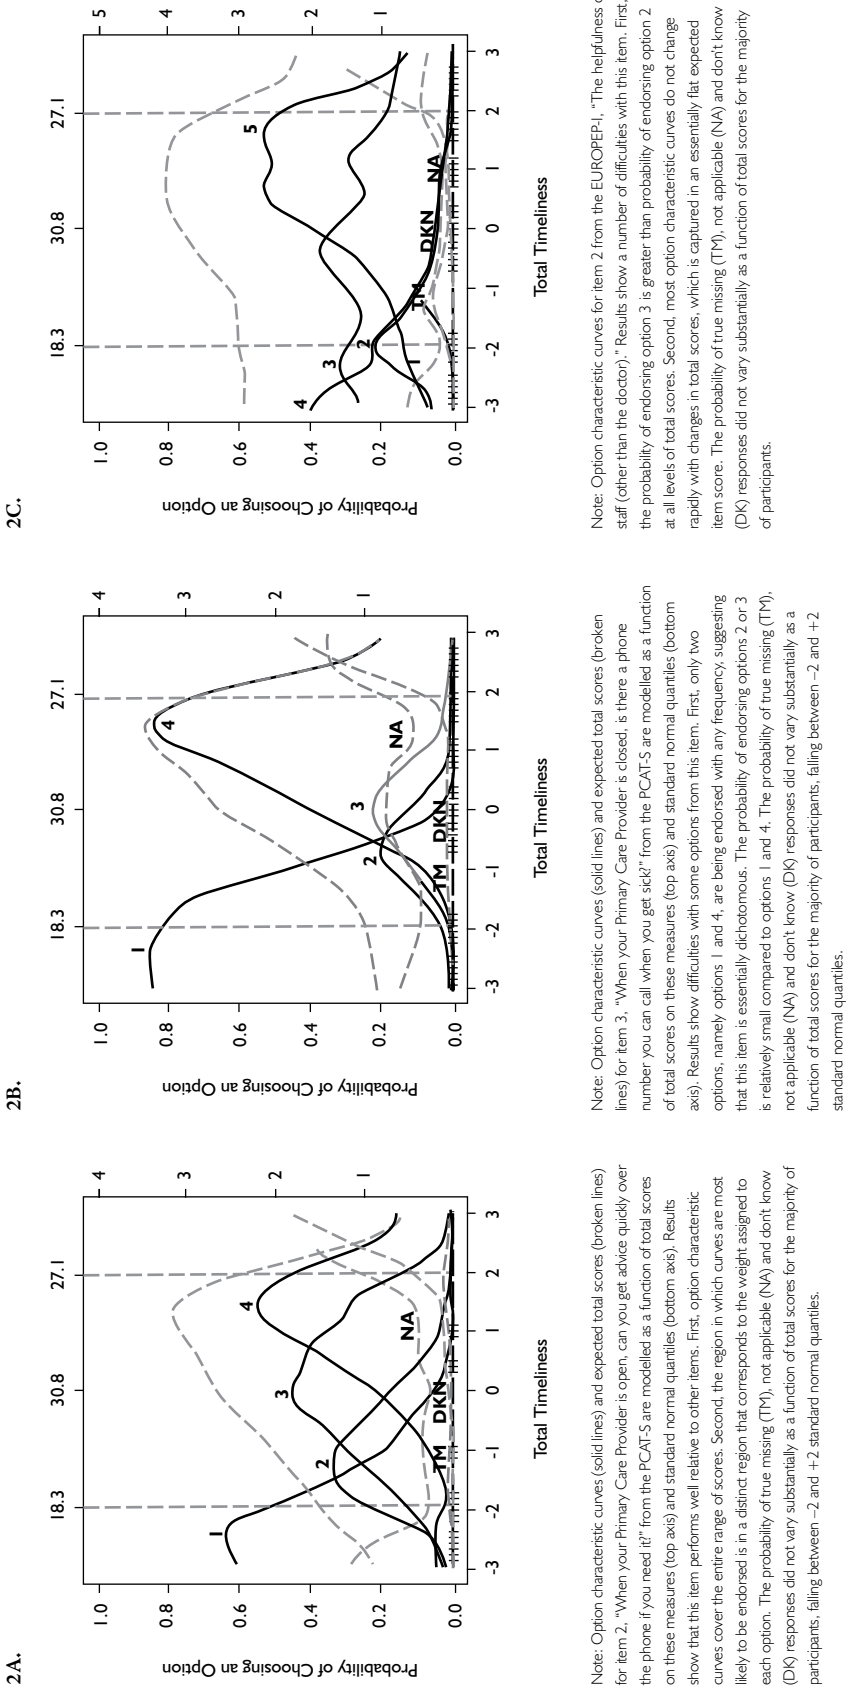 2A.
18.3 30.8 27.1
Probability of Choosing an Option
1.0
0.8
0.6
0.4
0.2
0.0
4
3
2
1
1
2
3
4
NA
TM DKN
-3 -2 -1 0 1 2 3
Total Timeliness
Note: Option characteristic curves (solid lines) and expected total scores (broken lines)
for item 2, “When your Primary Care Provider is open, can you get advice quickly over
the phone if you need it?” from the PCAT-S are modelled as a function of total scores
on these measures (top axis) and standard normal quantiles (bottom axis). Results
show that this item performs well relative to other items. First, option characteristic
curves cover the entire range of scores. Second, the region in which curves are most
likely to be endorsed is in a distinct region that corresponds to the weight assigned to
each option. The probability of true missing (TM), not applicable (NA) and don't know
(DK) responses did not vary substantially as a function of total scores for the majority of
participants, falling between –2 and +2 standard normal quantiles.
2B.
18.3 30.8 27.1
Probability of Choosing an Option
1.0
0.8
0.6
0.4
0.2
0.0
4
3
2
1
1
2
3
4
NA
TM DKN
-3 -2 -1 0 1 2 3
Total Timeliness
Note: Option characteristic curves (solid lines) and expected total scores (broken
lines) for item 3, “When your Primary Care Provider is closed, is there a phone
number you can call when you get sick?” from the PCAT-S are modelled as a function
of total scores on these measures (top axis) and standard normal quantiles (bottom
axis). Results show difficulties with some options from this item. First, only two
options, namely options 1 and 4, are being endorsed with any frequency, suggesting
that this item is essentially dichotomous. The probability of endorsing options 2 or 3
is relatively small compared to options 1 and 4. The probability of true missing (TM),
not applicable (NA) and don't know (DK) responses did not vary substantially as a
function of total scores for the majority of participants, falling between –2 and +2
standard normal quantiles.
2C.
18.3 30.8 27.1
Probability of Choosing an Option
1.0
0.8
0.6
0.4
0.2
0.0
5
4
3
2
1
4
3
2
1
5
TM DKN NA
-3 -2 -1 0 1 2 3
Total Timeliness
Note: Option characteristic curves for item 2 from the EUROPEP-I, “The helpfulness
staff (other than the doctor).” Results show a number of difficulties with this item. First,
the probability of endorsing option 3 is greater than probability of endorsing option 2
at all levels of total scores. Second, most option characteristic curves do not change
rapidly with changes in total scores, which is captured in an essentially flat expected
item score. The probability of true missing (TM), not applicable (NA) and don't know
(DK) responses did not vary substantially as a function of total scores for the majority
of participants.